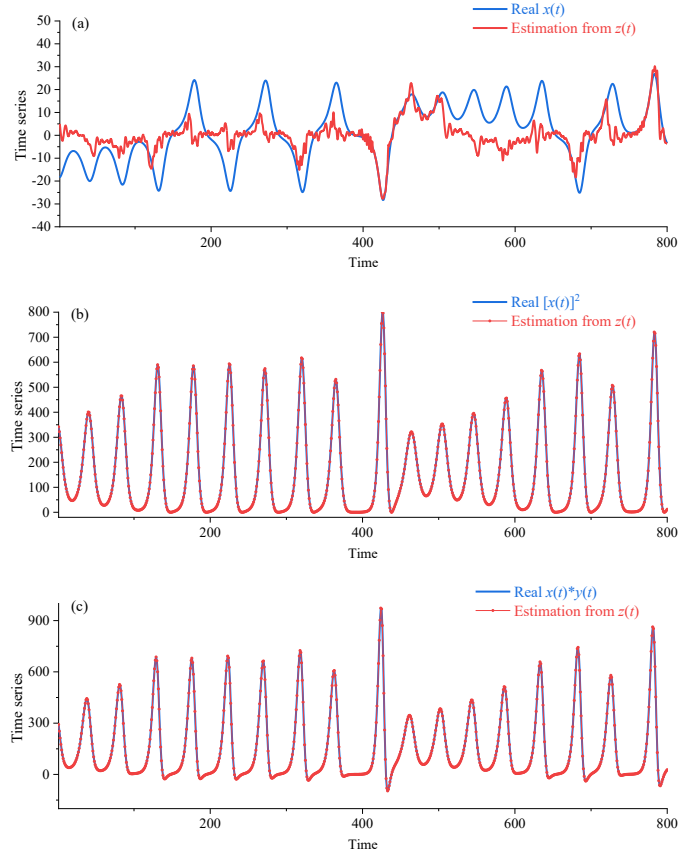 (a)
Real x(t)
Estimation from z(t)
50
40
30
20
10
0
-10
-20
-30
-40
Time series
200
400
600
800
Time
(b)
Real [x(t)]²
Estimation from z(t)
800
700
600
500
400
300
200
100
0
Time series
200
400
600
800
Time
(c)
Real x(t)*y(t)
Estimation from z(t)
900
600
300
0
Time series
200
400
600
800
Time